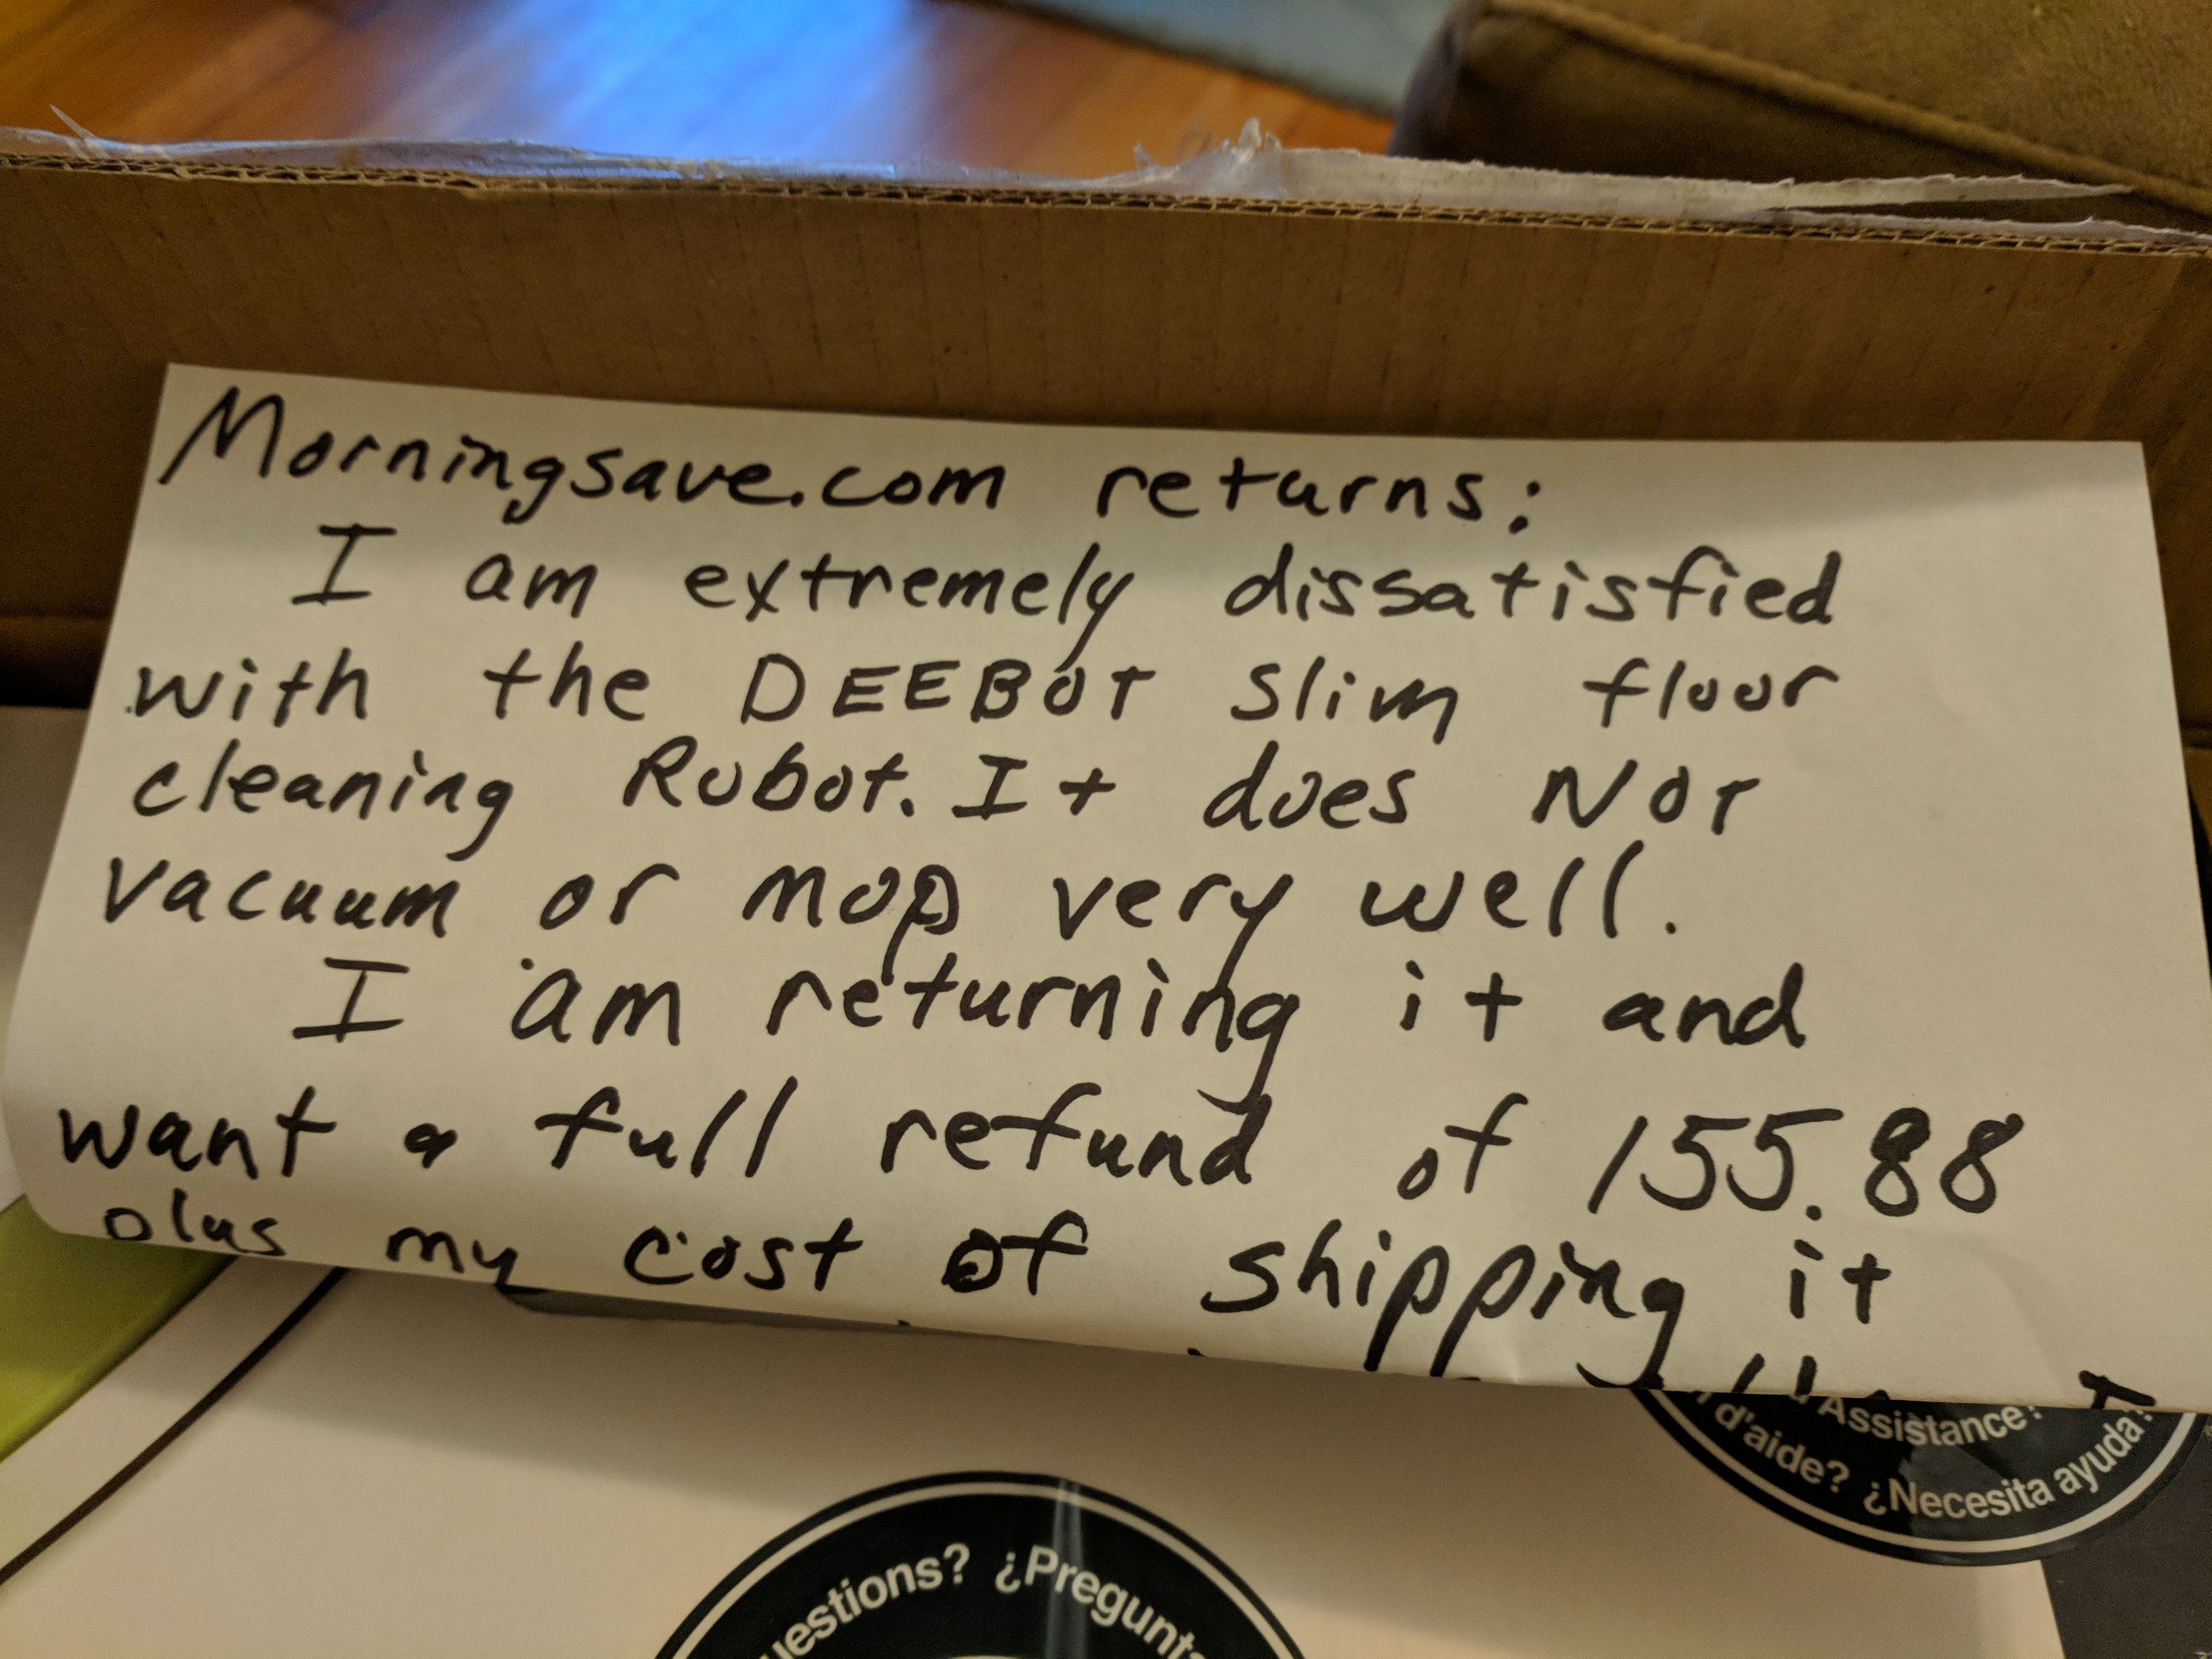 Morningsave.com returns:
I am extremely dissatisfied
with the DEEBOT Slim floor
cleaning Robot. It does NOT
vacuum or mop very well.
I am returning it and
want a full refund of 155.88
plus my cost of shipping it
Assistance?
d'aide? ¿Necesita ayuda?
uestions? ¿Pregunta